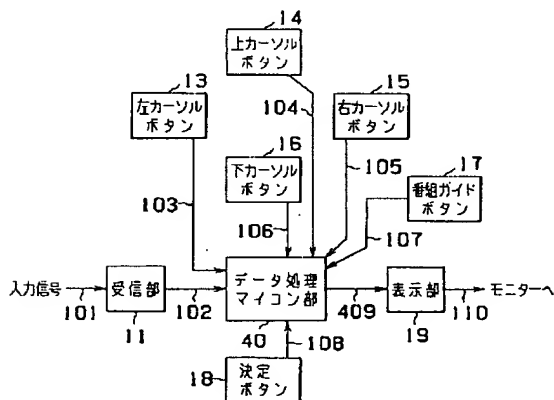 14
上カーソル
ボタン
13
左カーソル
ボタン
15
右カーソル
ボタン
104
16
下カーソル
ボタン
105
17
番組ガイド
ボタン
103
106
107
入力信号
101
受信部
11
102
データ処理
マイコン部
40
409
表示部
19
モニターへ
110
108
18
決定
ボタン